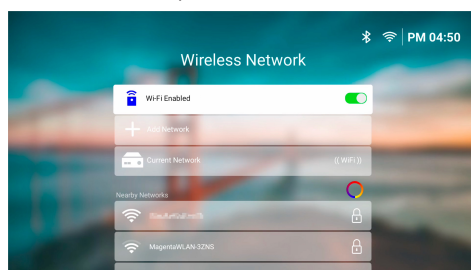 PM 04:50
Wireless Network
Wi-Fi Enabled
Add Network
Current Network (( WiFi ))
Nearby Networks
MagentaWLAN-3ZNS